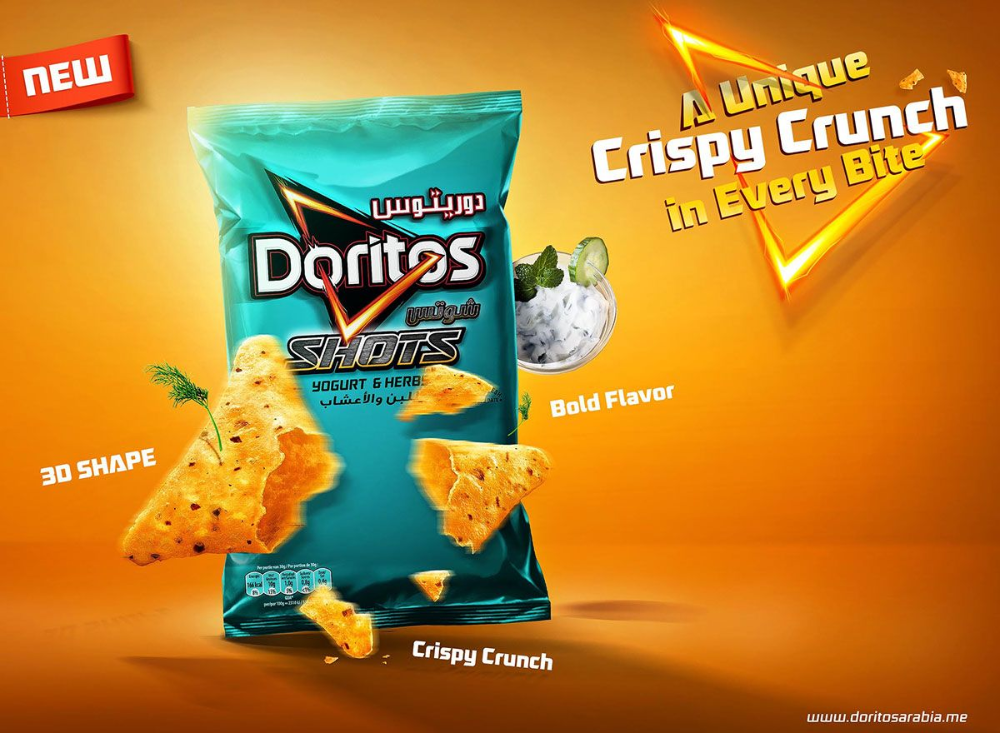 NEW
A Unique
Crispy Crunch
in Every Bite
دوريتوس
Doritos
شوتس
SHOTS
YOGURT & HERBS
لبن والأعشاب
Bold Flavor
3D SHAPE
Crispy Crunch
www.doritosarabia.me